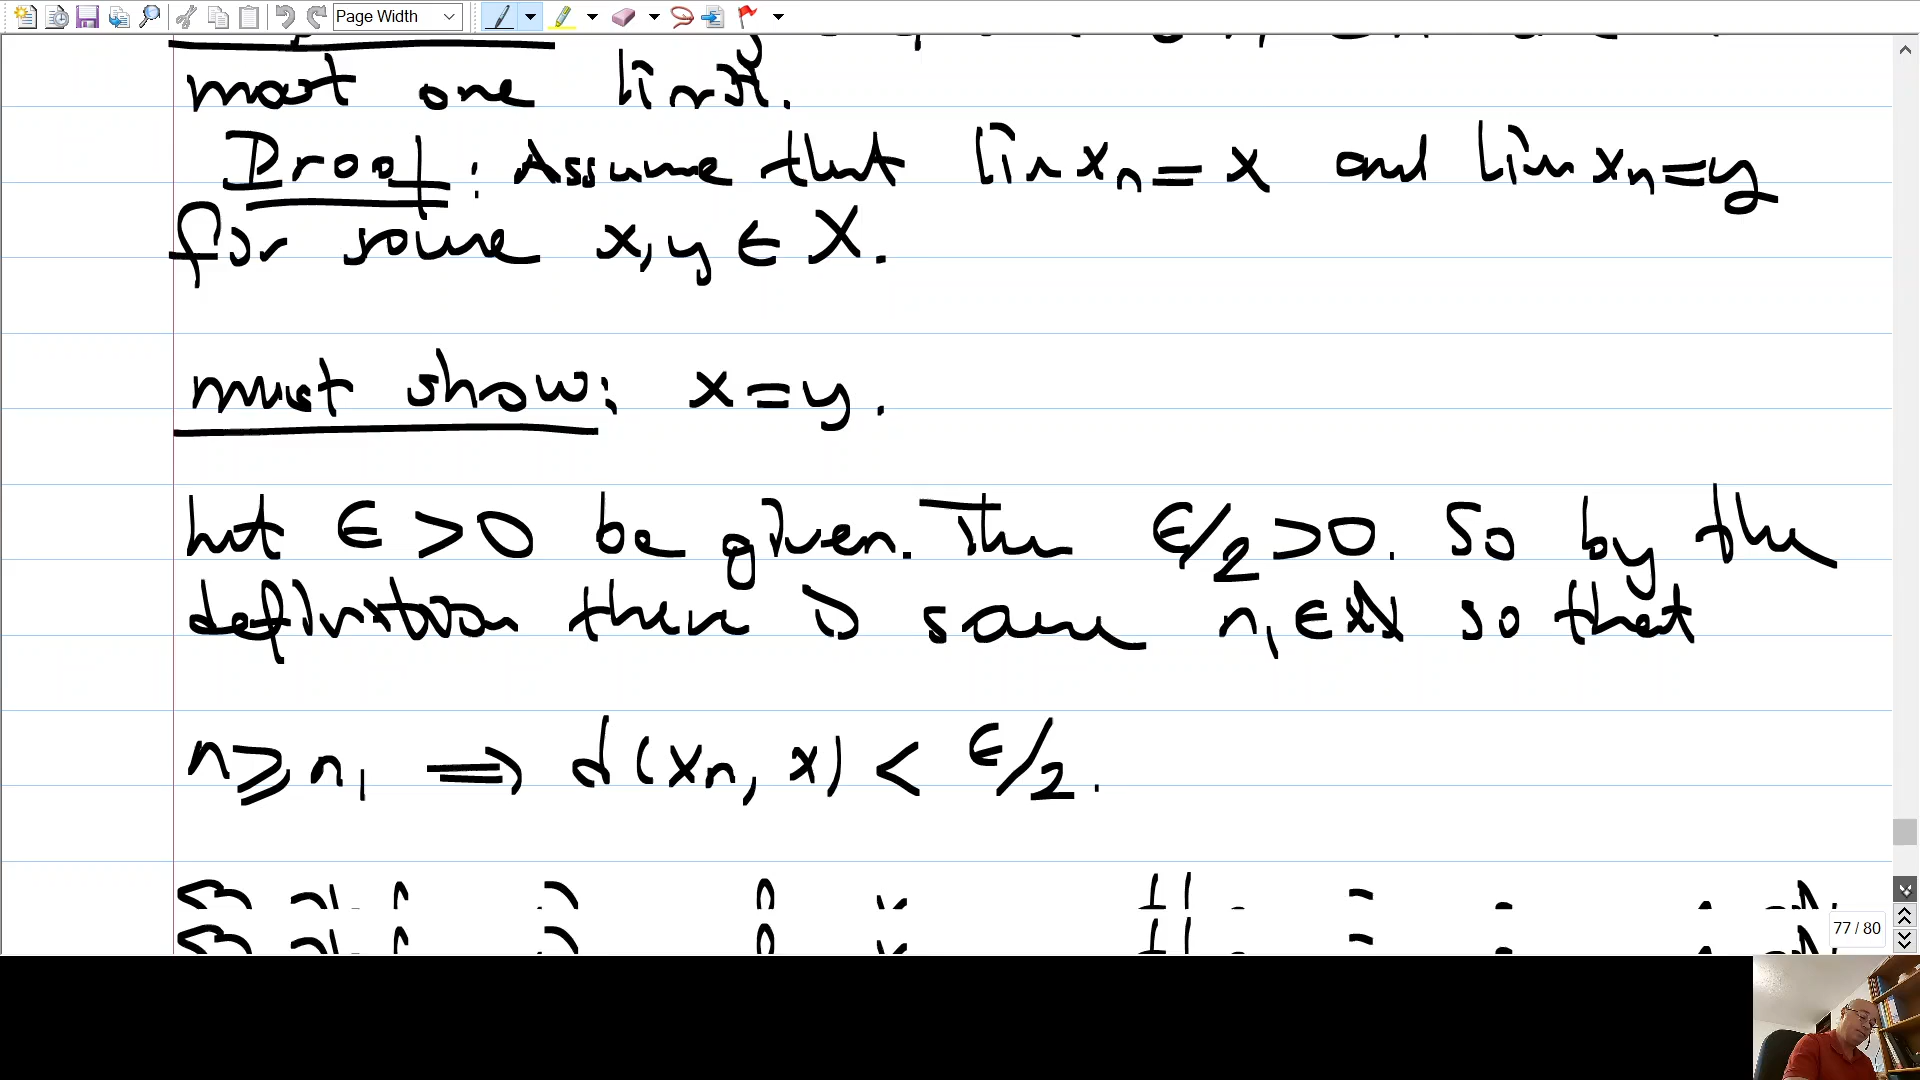 Page Width
most one limit.
Proof: Assume that lim xₙ = x and lim xₙ = y
for some x, y ∈ X.
must show: x = y.
Let ϵ > 0 be given. Then ϵ/2 > 0. So by the
definition there is some n₁ ∈ ℕ so that
n ⩾ n₁ ⟹ d(xₙ, x) < ϵ/2.
77 / 80